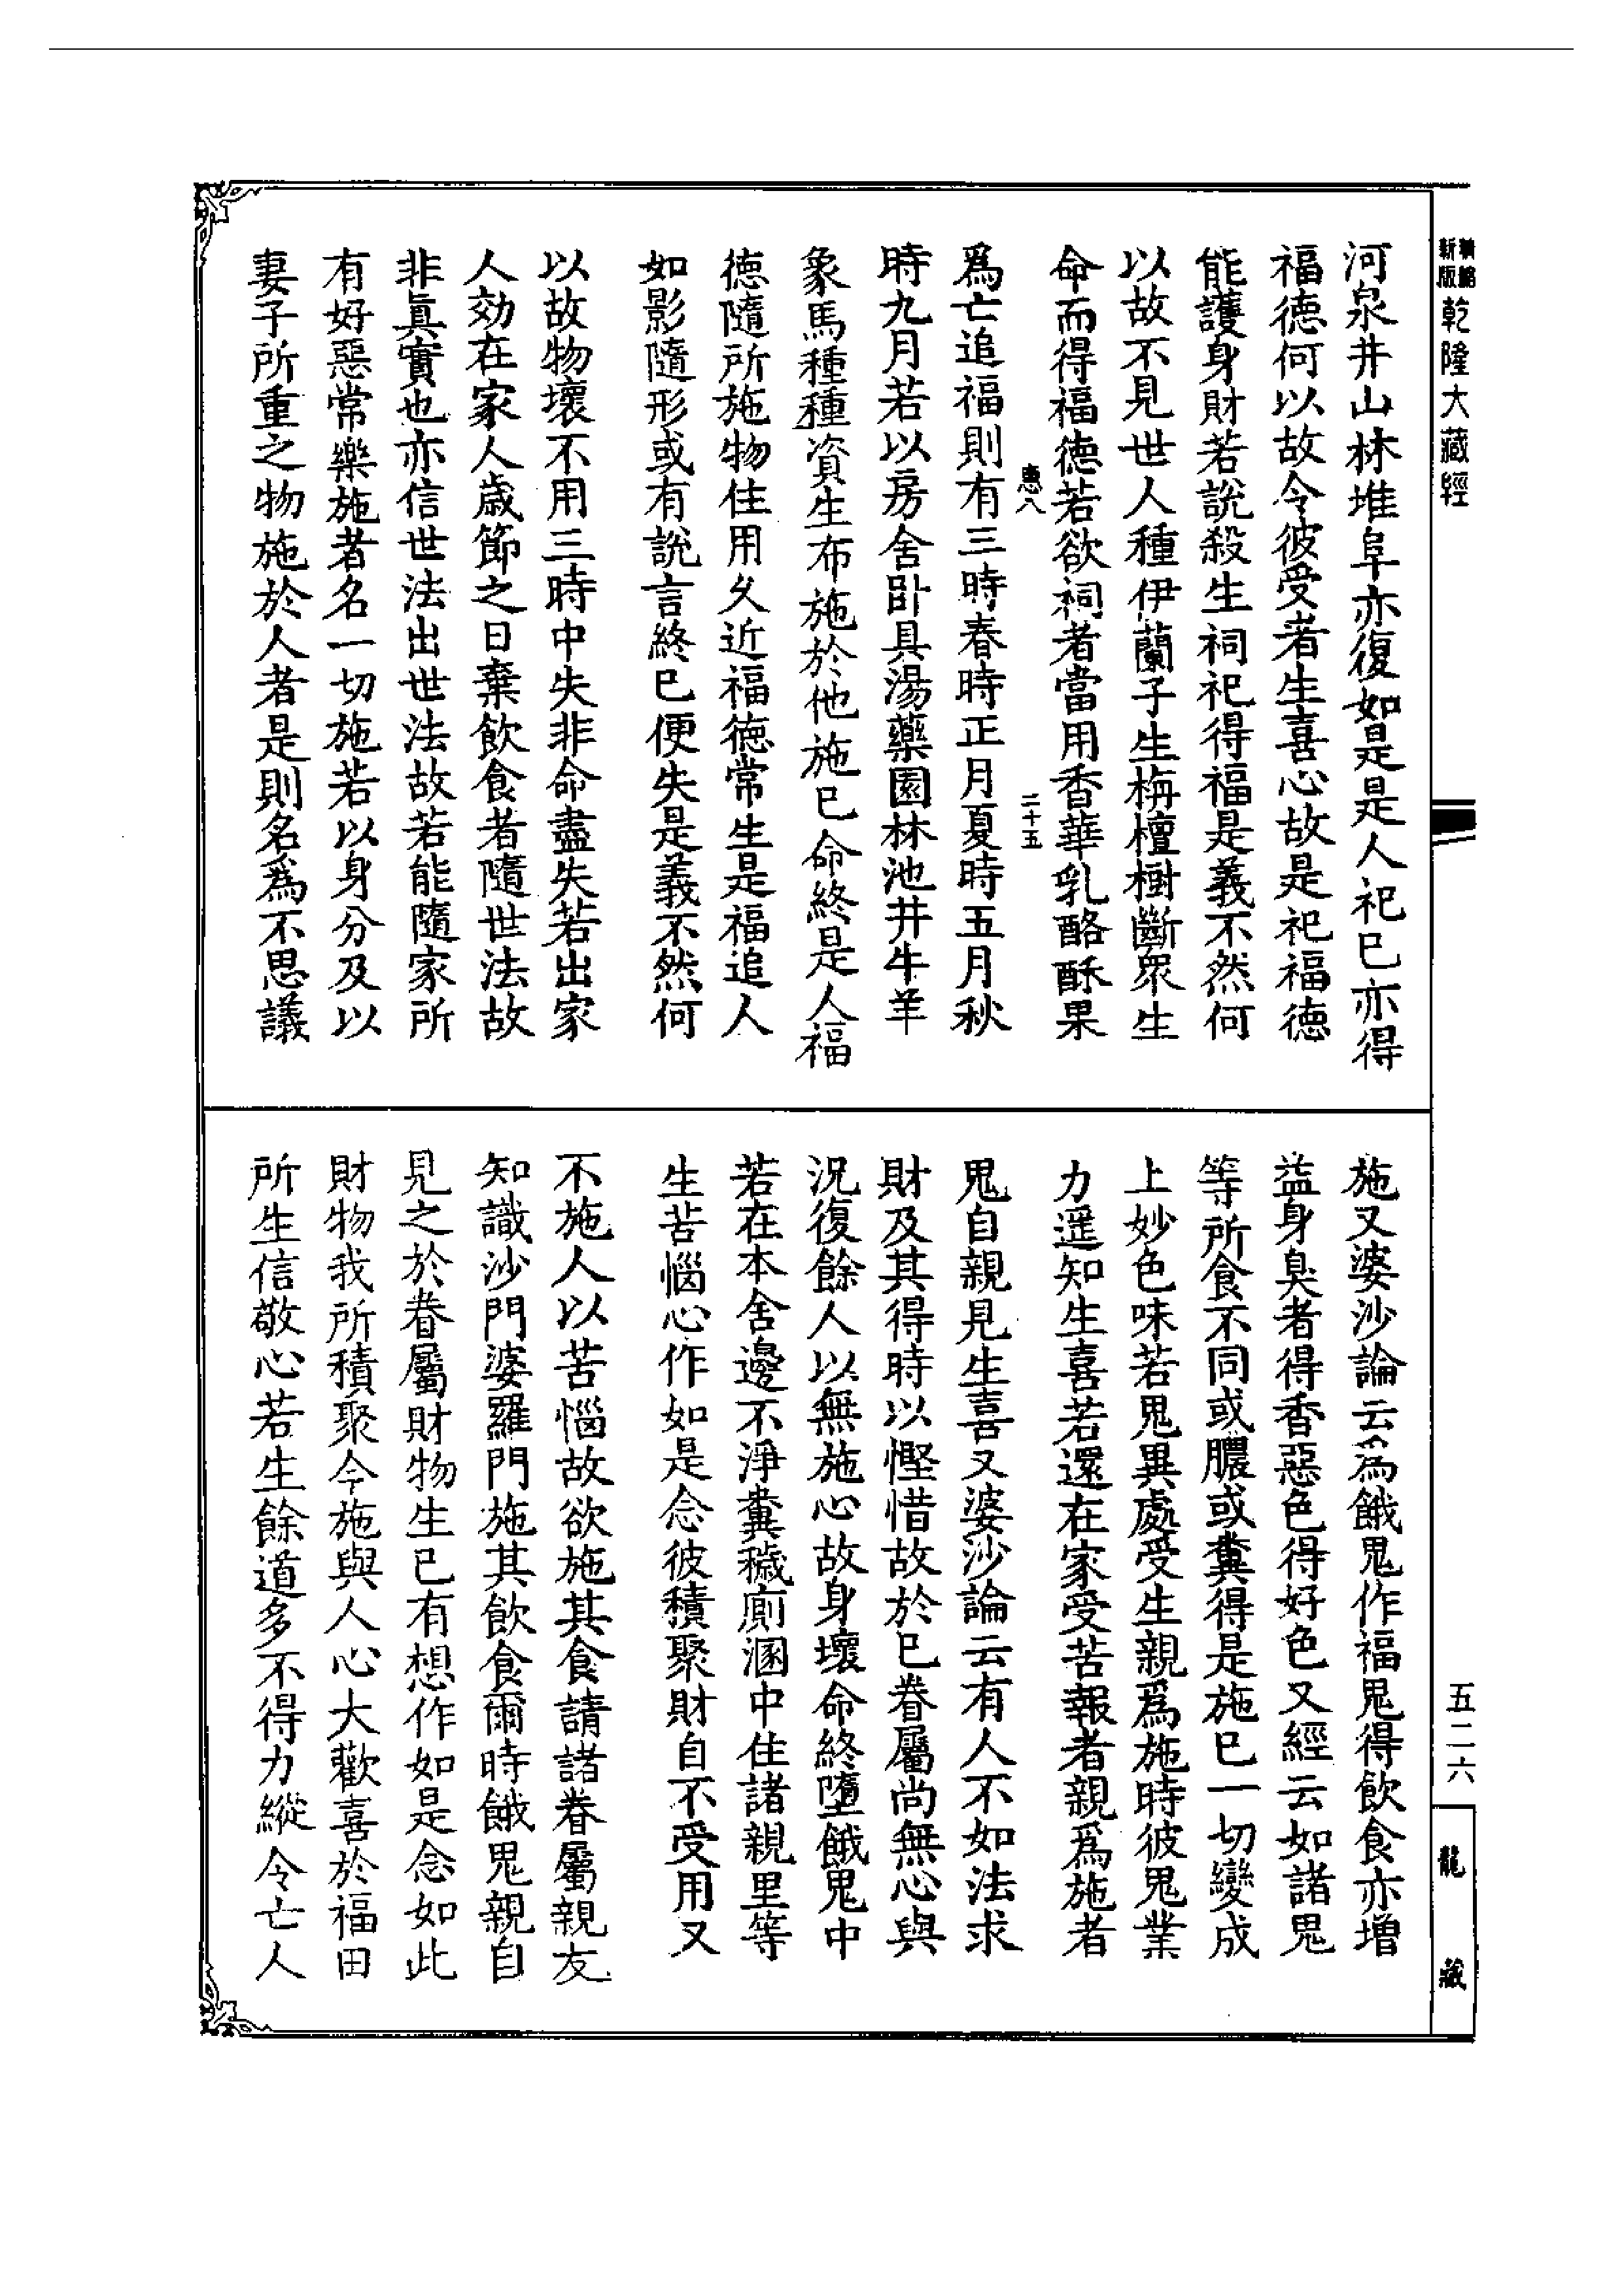 新版
精縮
乾隆大藏經
河泉井山林堆阜亦復如是是人祀已亦得
福德何以故令彼受者生喜心故是祀福德
能護身財若說殺生祠祀得福是義不然何
以故不見世人種伊蘭子生栴檀樹斷眾生
命而得福德若欲祠者當用香華乳酪酥果
惠八
二十五
爲亡追福則有三時春時正月夏時五月秋
時九月若以房舍卧具湯藥園林池井牛羊
象馬種種資生布施於他施已命終是人福
德隨所施物住用久近福德常生是福追人
如影隨形或有說言終已便失是義不然何
以故物壞不用三時中失非命盡失若出家
人効在家人歲節之日棄飲食者隨世法故
非眞實也亦信世法出世法故若能隨家所
有好惡常樂施者名一切施若以身分及以
妻子所重之物施於人者是則名爲不思議
施又婆沙論云爲餓鬼作福鬼得飲食亦增
益身臭者得香惡色得好色又經云如諸鬼
等所食不同或膿或糞得是施已一切變成
上妙色味若鬼異處受生親爲施時彼鬼業
力遥知生喜若還在家受苦報者親爲施者
鬼自親見生喜又婆沙論云有人不如法求
財及其得時以慳惜故於已眷屬尚無心與
況復餘人以無施心故身壞命終墮餓鬼中
若在本舍邊不淨糞穢廁溷中住諸親里等
生苦惱心作如是念彼積聚財自不受用又
不施人以苦惱故欲施其食請諸眷屬親友
知識沙門婆羅門施其飲食爾時餓鬼親自
見之於眷屬財物生已有想作如是念如此
財物我所積聚今施與人心大歡喜於福田
所生信敬心若生餘道多不得力縱令亡人
五二六
龍藏